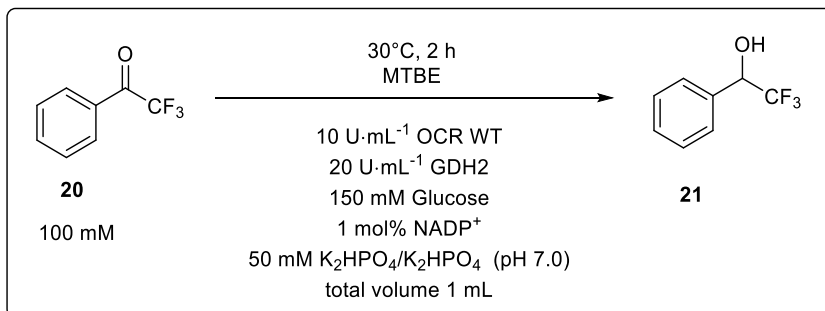 O
CF₃
20
100 mM
30°C, 2 h
MTBE
10 U·mL⁻¹ OCR WT
20 U·mL⁻¹ GDH2
150 mM Glucose
1 mol% NADP⁺
50 mM K₂HPO₄/K₂HPO₄ (pH 7.0)
total volume 1 mL
OH
CF₃
21